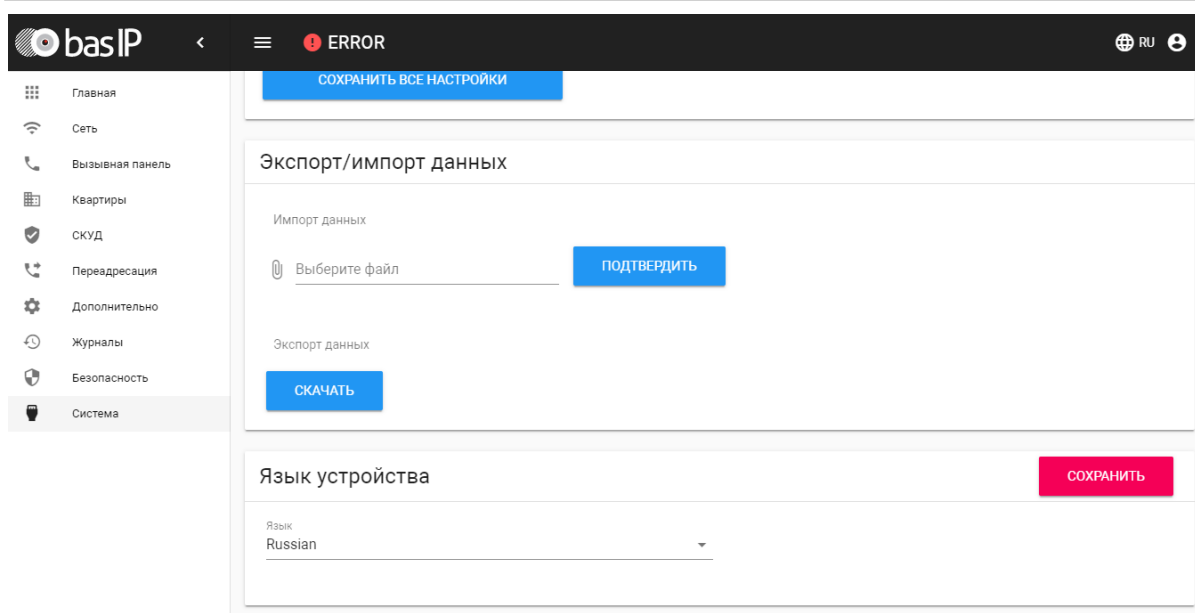 bas IP
ERROR
RU
Главная
Сеть
Вызывная панель
Квартиры
СКУД
Переадресация
Дополнительно
Журналы
Безопасность
Система
СОХРАНИТЬ ВСЕ НАСТРОЙКИ
Экспорт/импорт данных
Импорт данных
Выберите файл
ПОДТВЕРДИТЬ
Экспорт данных
СКАЧАТЬ
Язык устройства
СОХРАНИТЬ
Язык
Russian